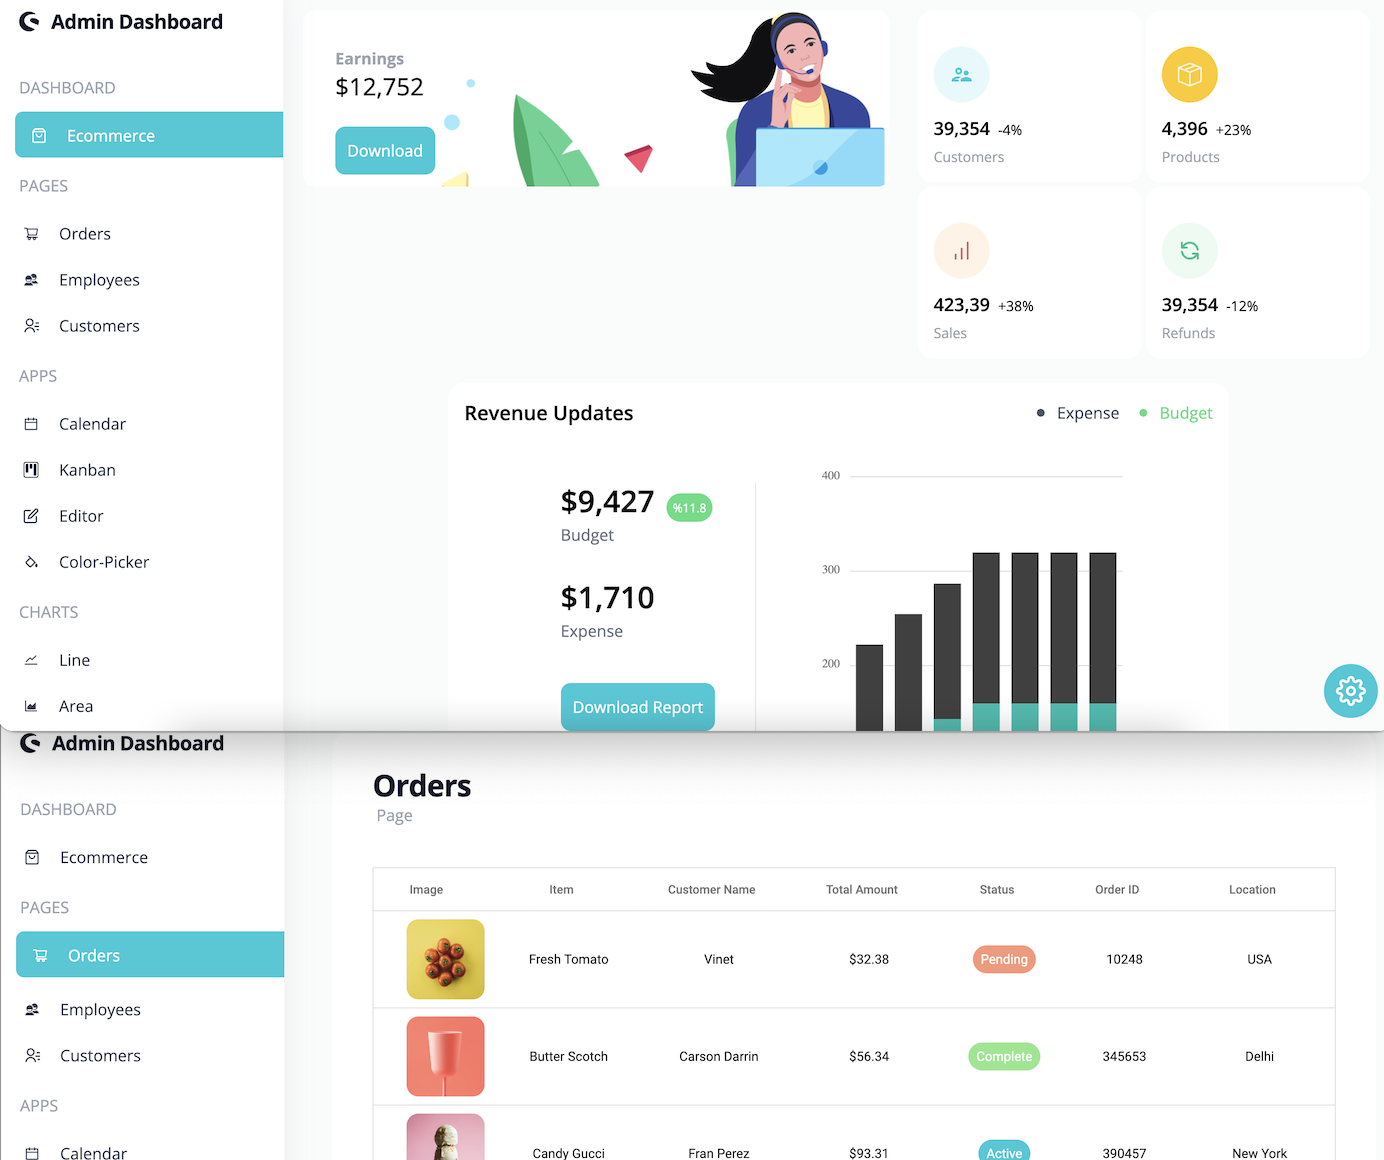 Admin Dashboard
DASHBOARD
Ecommerce
PAGES
Orders
Employees
Customers
APPS
Calendar
Kanban
Editor
Color-Picker
CHARTS
Line
Area
Earnings
$12,752
Download
39,354 -4%
Customers
4,396 +23%
Products
423,39 +38%
Sales
39,354 -12%
Refunds
Revenue Updates
Expense Budget
$9,427 %11.8
Budget
$1,710
Expense
Download Report
400
300
200
Admin Dashboard
DASHBOARD
Ecommerce
PAGES
Orders
Employees
Customers
APPS
Calendar
Orders
Page
Image Item Customer Name Total Amount Status Order ID Location
Fresh Tomato Vinet $32.38 Pending 10248 USA
Butter Scotch Carson Darrin $56.34 Complete 345653 Delhi
Candy Gucci Fran Perez $93.31 Active 390457 New York